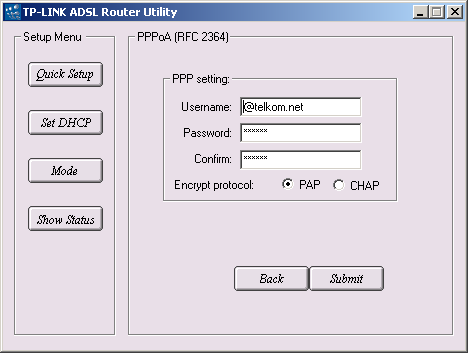 TP-LINK ADSL Router Utility
Setup Menu
Quick Setup
Set DHCP
Mode
Show Status
PPPoA (RFC 2364)
PPP setting:
Username: @telkom.net
Password: ******
Confirm: ******
Encrypt protocol: PAP CHAP
Back Submit